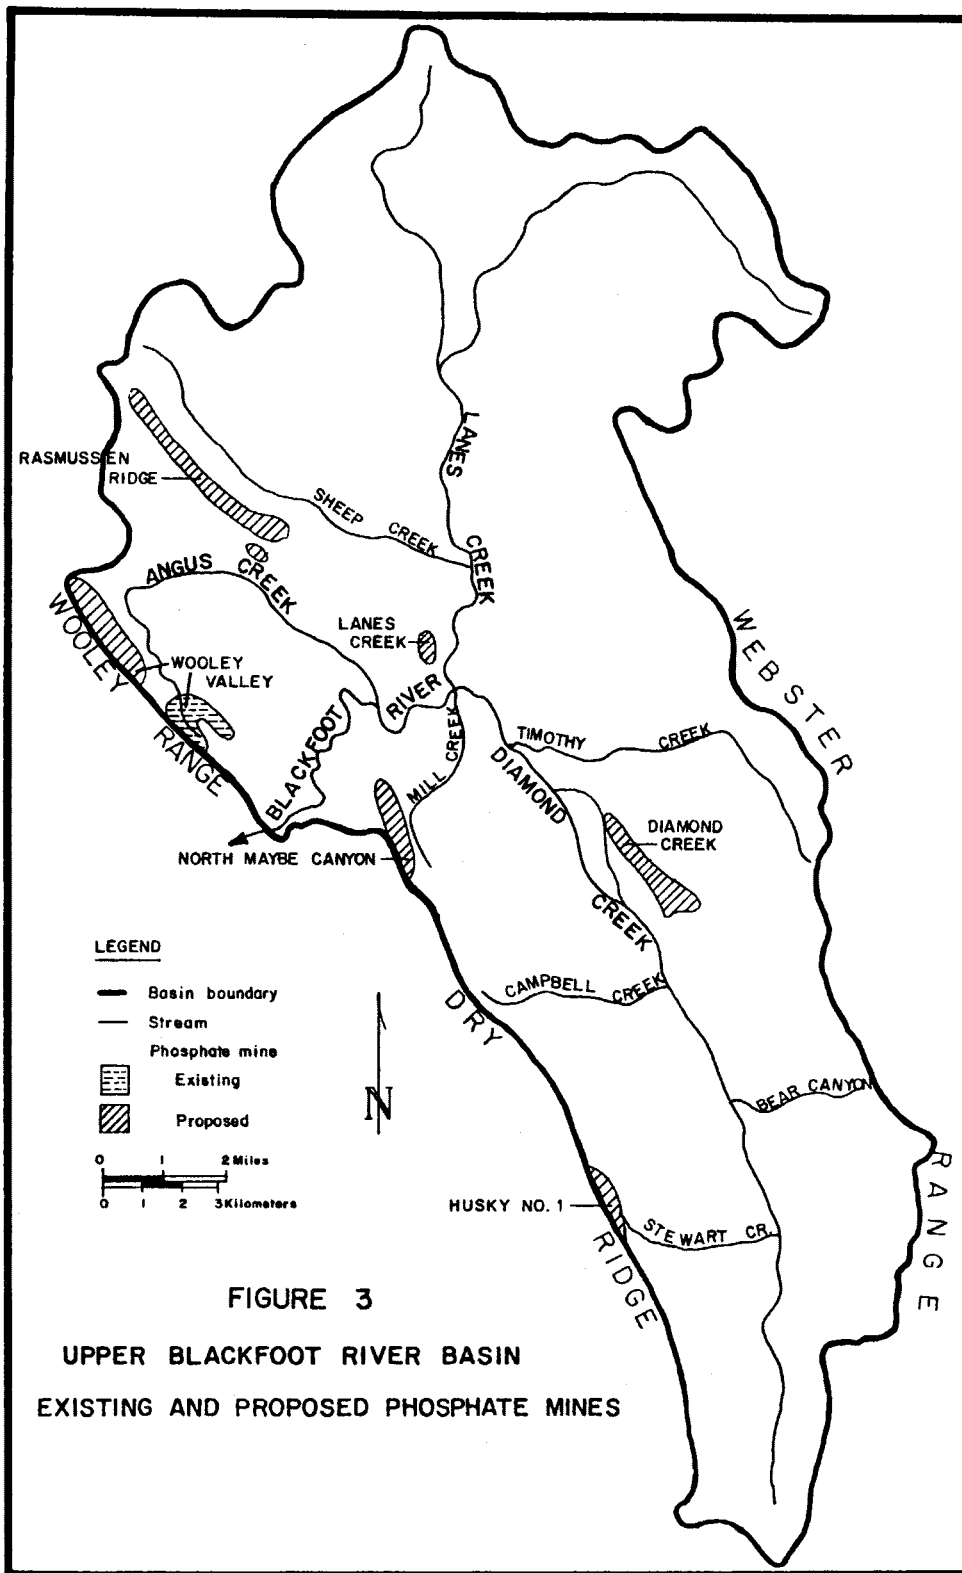 LANES
CREEK
RASMUSSEN
RIDGE
SHEEP CREEK
ANGUS
CREEK
WOOLEY
RANGE
LANES
CREEK
WOOLEY
VALLEY
BLACKFOOT
RIVER
MILL CREEK
TIMOTHY CREEK
WEBSTER
RANGE
DIAMOND
CREEK
DIAMOND
CREEK
NORTH MAYBE CANYON
LEGEND
Basin boundary
Stream
Phosphate mine
Existing
Proposed
0 1 2 Miles
0 1 2 3 Kilometers
N
CAMPBELL CREEK
DRY
RIDGE
BEAR CANYON
HUSKY NO. 1
STEWART CR.
FIGURE 3
UPPER BLACKFOOT RIVER BASIN
EXISTING AND PROPOSED PHOSPHATE MINES